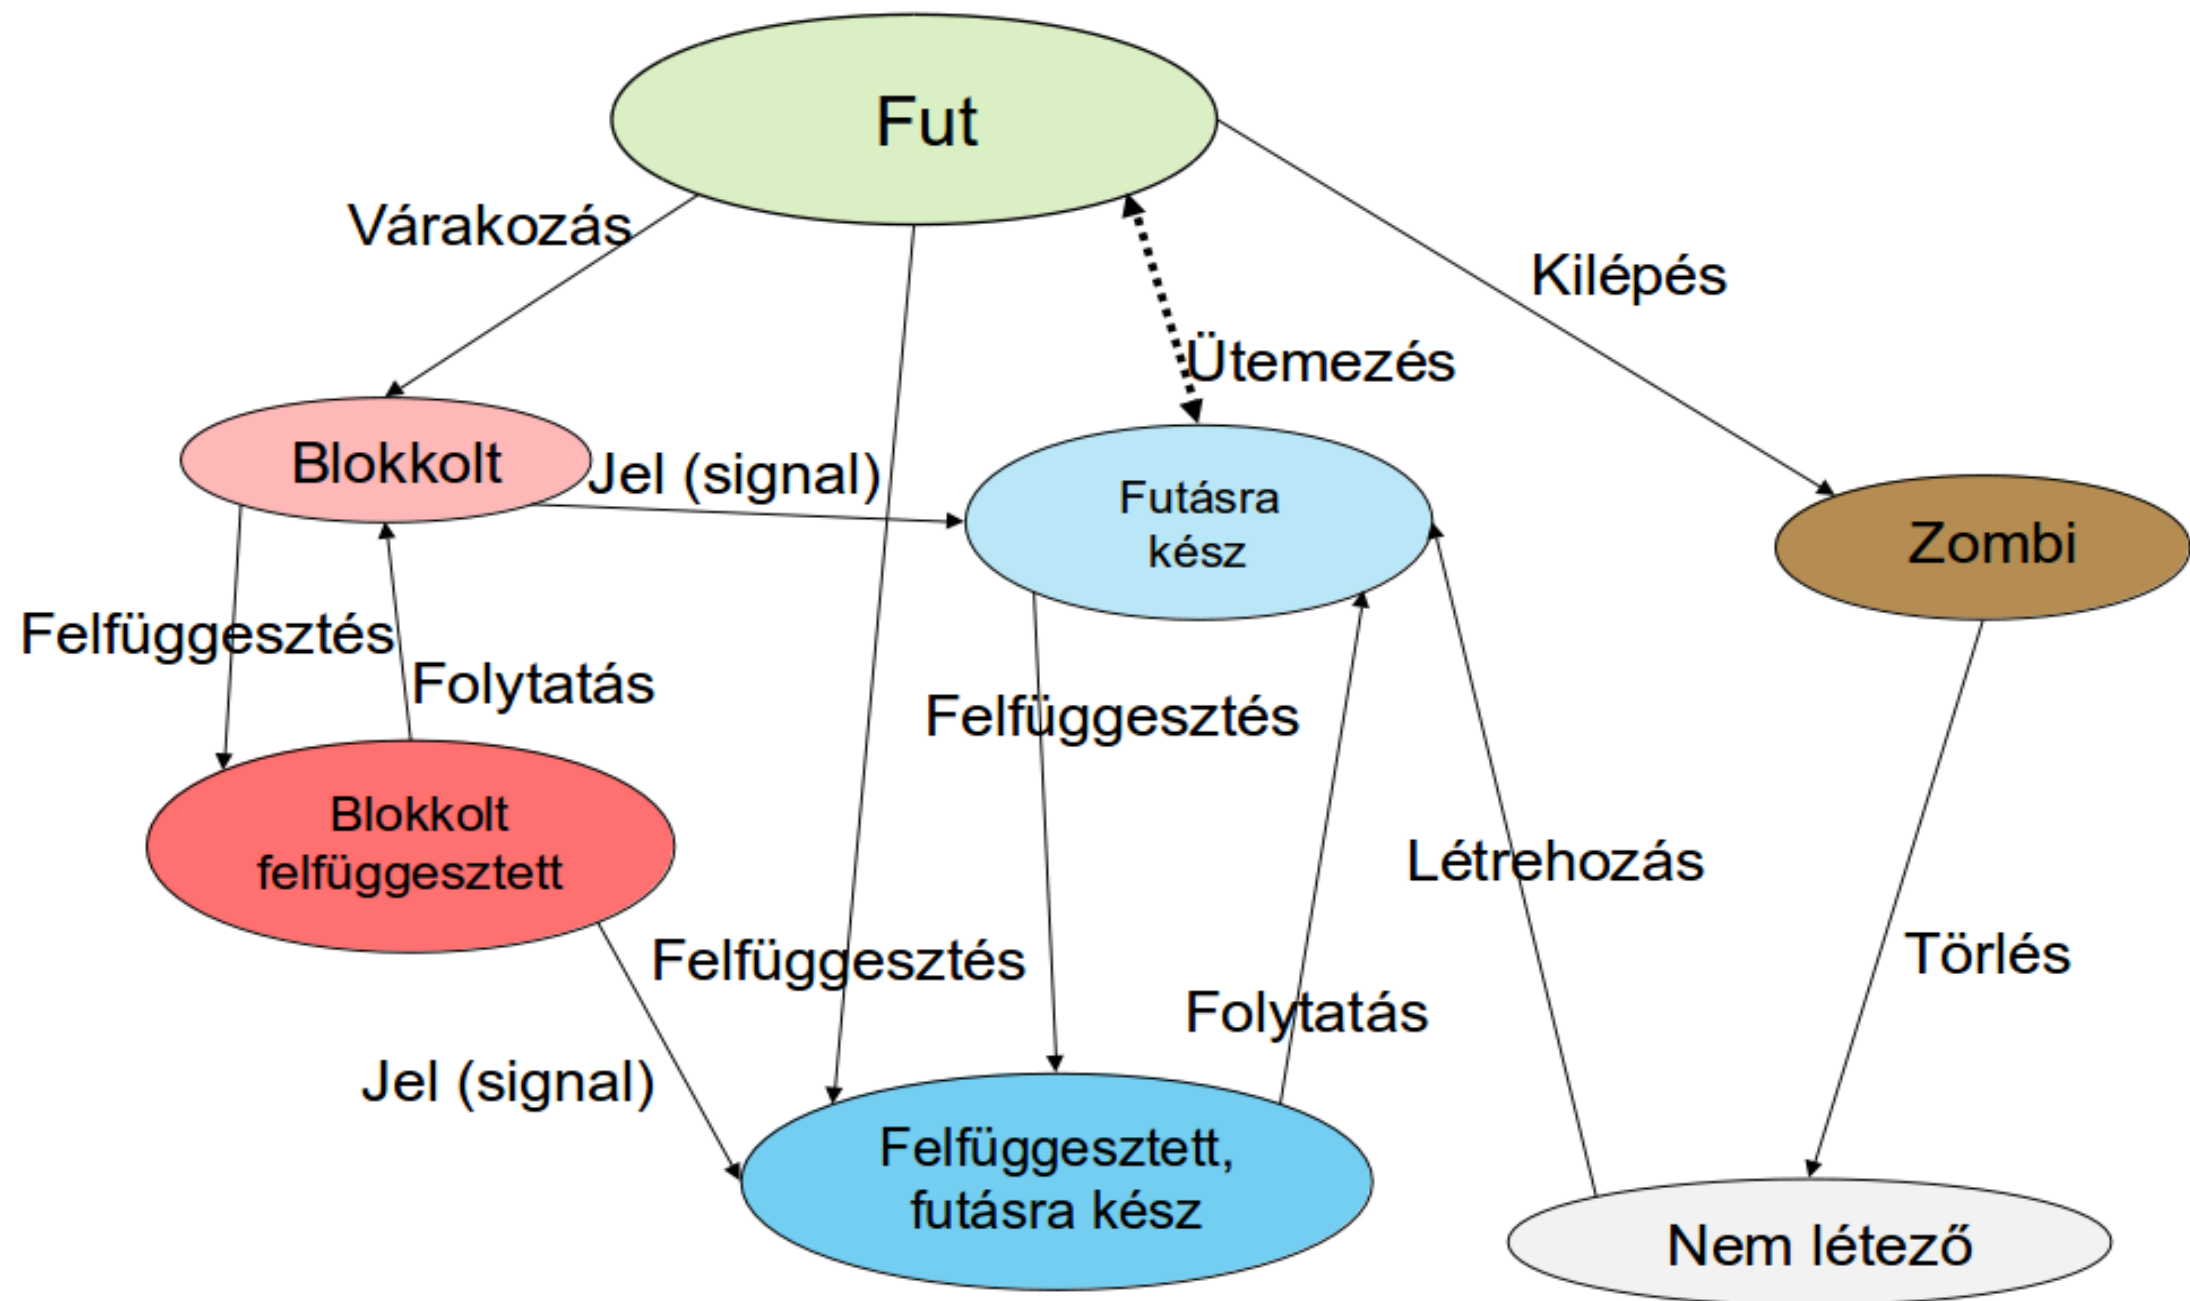 Fut
Várakozás
Kilépés
Ütemezés
Blokkolt
Jel (signal)
Futásra
kész
Zombi
Felfüggesztés
Folytatás
Felfüggesztés
Blokkolt
felfüggesztett
Létrehozás
Felfüggesztés
Törlés
Folytatás
Jel (signal)
Felfüggesztett,
futásra kész
Nem létező